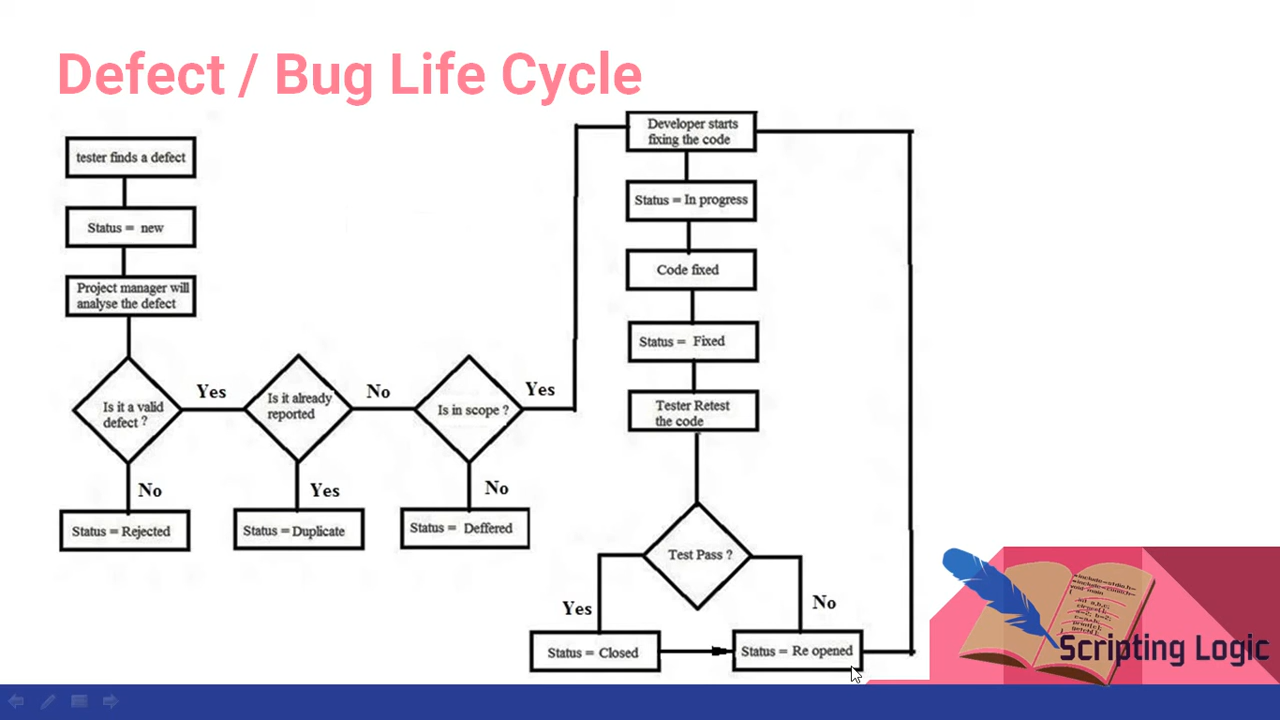 Defect / Bug Life Cycle
tester finds a defect
Status = new
Project manager will
analyse the defect
Is it a valid
defect ?
Yes
No
Status = Rejected
Is it already
reported
No
Yes
Status = Duplicate
Is in scope ?
Yes
No
Status = Deffered
Developer starts
fixing the code
Status = In progress
Code fixed
Status = Fixed
Tester Retest
the code
Test Pass ?
Yes
No
Status = Closed
Status = Re opened
Scripting Logic